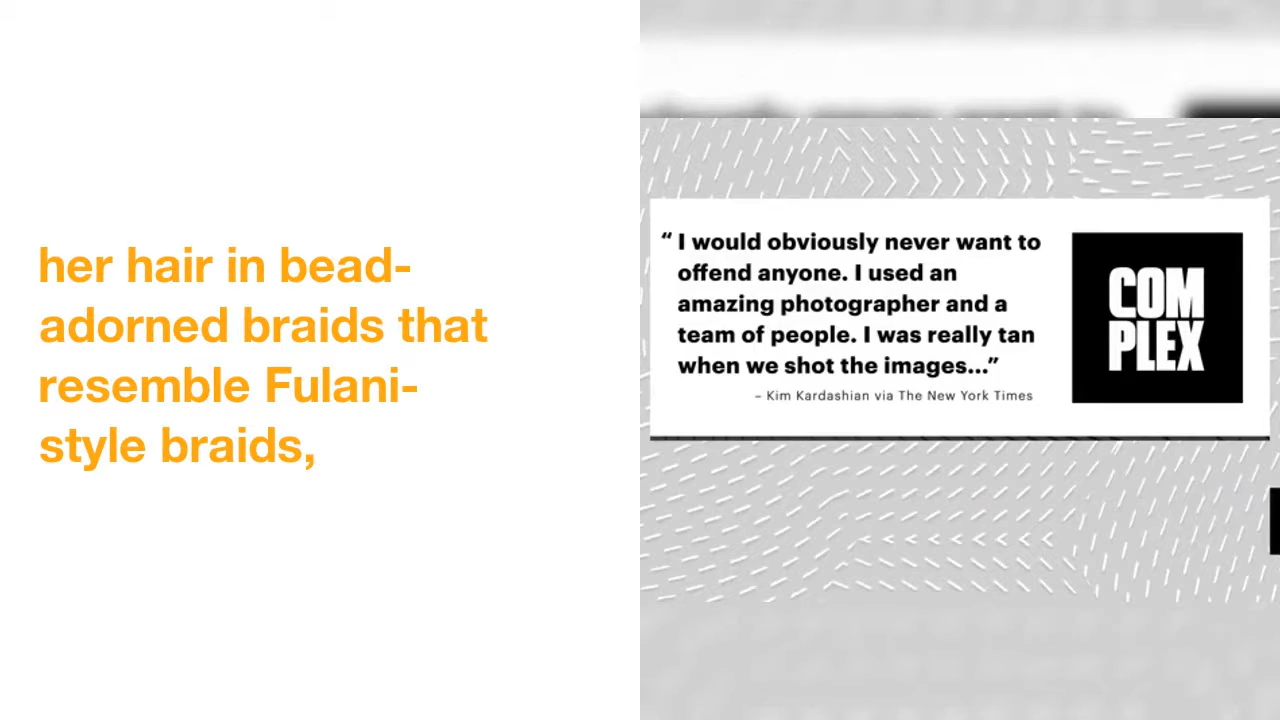 her hair in bead-
adorned braids that
resemble Fulani-
style braids,
“ I would obviously never want to
offend anyone. I used an
amazing photographer and a
team of people. I was really tan
when we shot the images...”
– Kim Kardashian via The New York Times
COM
PLEX